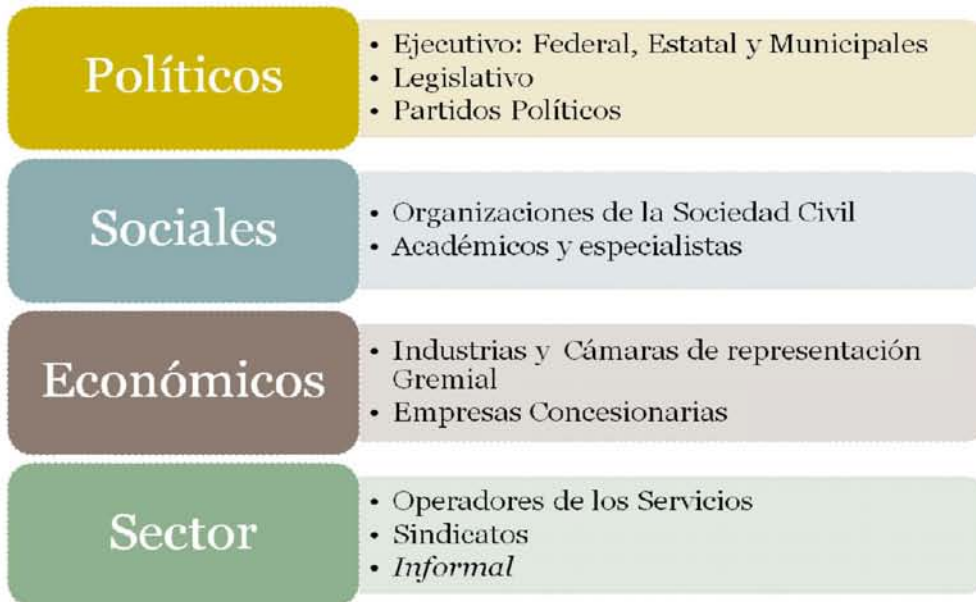 Políticos
• Ejecutivo: Federal, Estatal y Municipales
• Legislativo
• Partidos Políticos
Sociales
• Organizaciones de la Sociedad Civil
• Académicos y especialistas
Económicos
• Industrias y Cámaras de representación
Gremial
• Empresas Concesionarias
Sector
• Operadores de los Servicios
• Sindicatos
• Informal